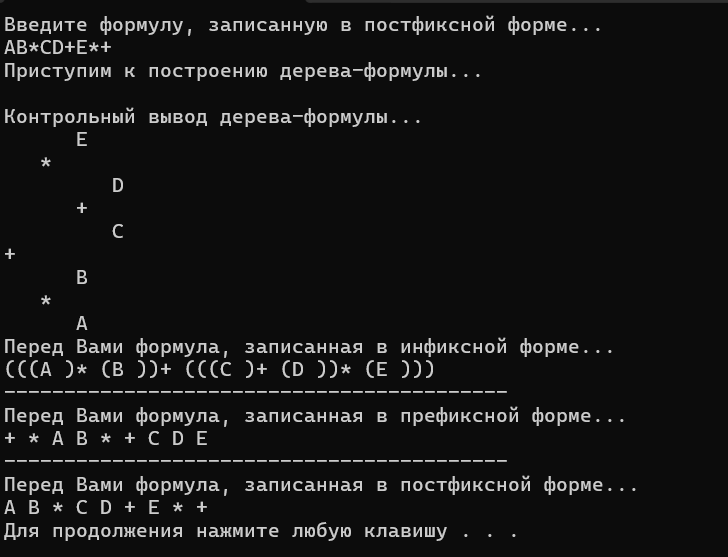 Введите формулу, записанную в постфиксной форме...
AB*CD+E*+
Приступим к построению дерева-формулы...
Контрольный вывод дерева-формулы...
E
*
D
+
C
+
B
*
A
Перед Вами формула, записанная в инфиксной форме...
(((A )* (B ))+ (((C )+ (D ))* (E )))
------------------------------------------
Перед Вами формула, записанная в префиксной форме...
+ * A B * + C D E
------------------------------------------
Перед Вами формула, записанная в постфиксной форме...
A B * C D + E * +
Для продолжения нажмите любую клавишу . . .